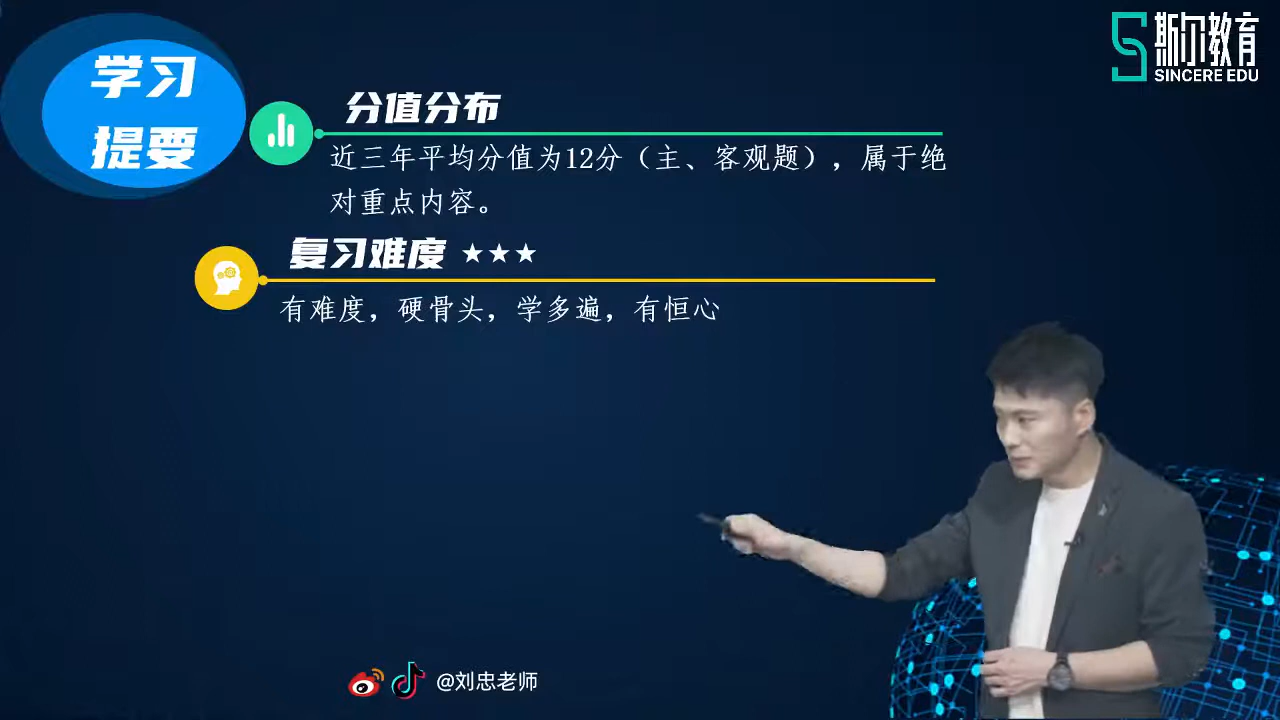 学习
提要
斯尔教育
SINCERE EDU
分值分布
近三年平均分值为12分（主、客观题），属于绝
对重点内容。
复习难度 ★★★
有难度，硬骨头，学多遍，有恒心
@刘忠老师